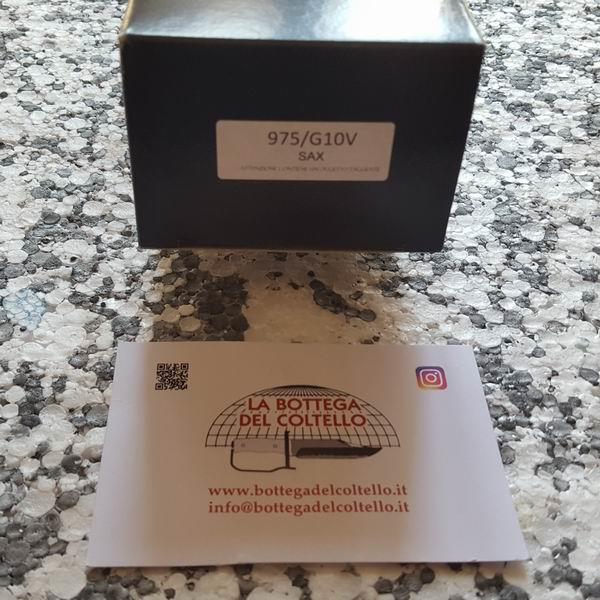 975/G10V
SAX
ATTENZIONE CONTIENE UN OGGETTO TAGLIENTE
LA BOTTEGA
DEL COLTELLO
www.bottegadelcoltello.it
info@bottegadelcoltello.it